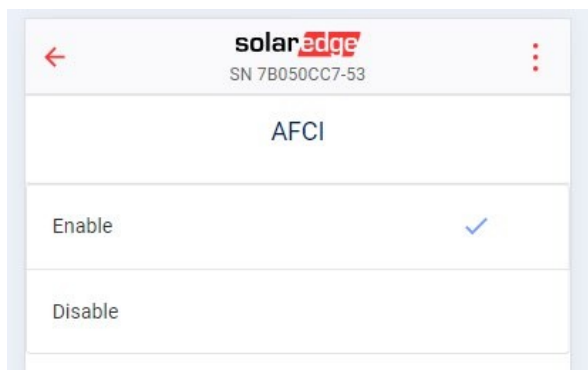 solaredge
SN 7B050CC7-53
AFCI
Enable
Disable